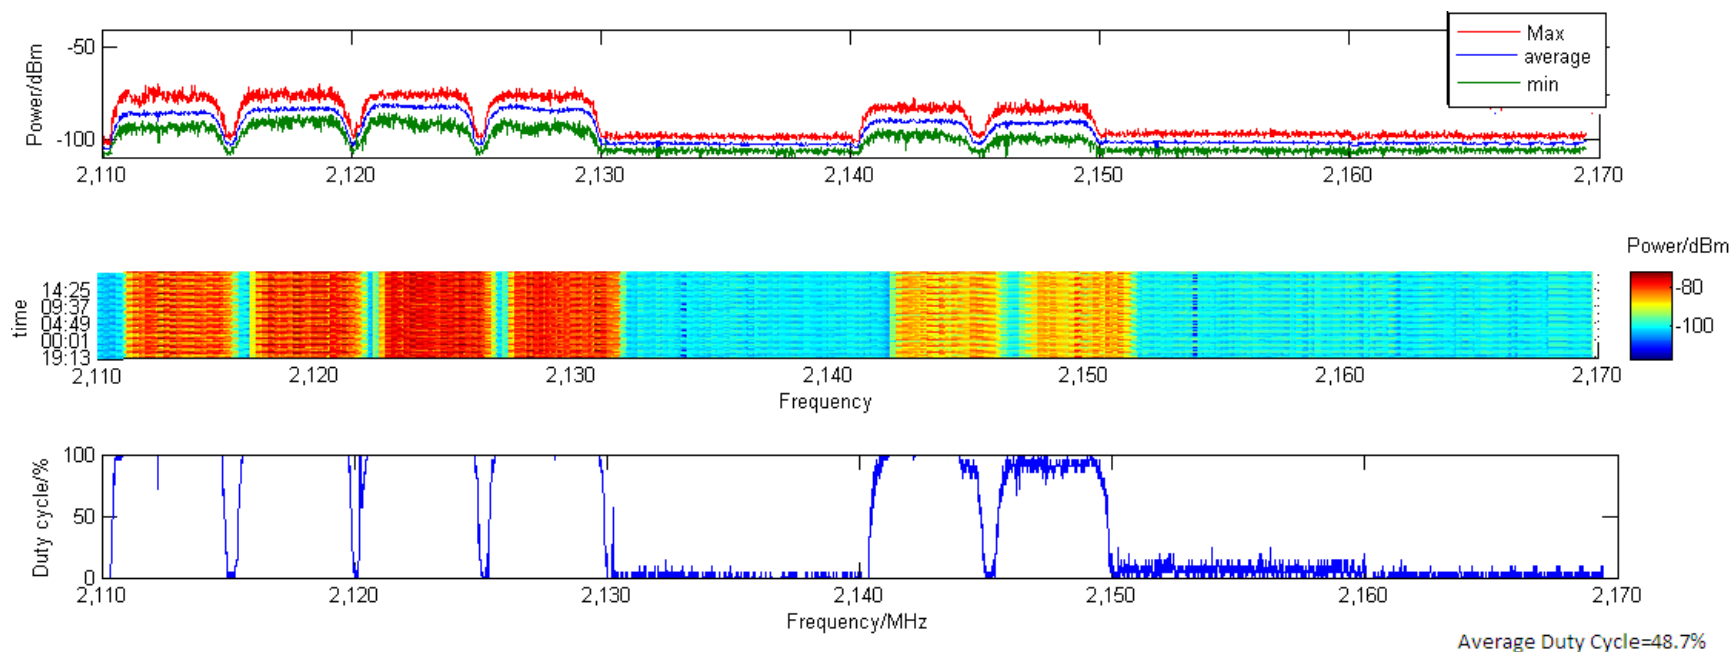 Power/dBm
-50
-100
Max
average
min
2,110 2,120 2,130 2,140 2,150 2,160 2,170
Power/dBm
-80
-100
time
14:25
09:37
04:49
00:01
19:13
2,110 2,120 2,130 2,140 2,150 2,160 2,170
Frequency
Duty cycle/%
100
50
0
2,110 2,120 2,130 2,140 2,150 2,160 2,170
Frequency/MHz
Average Duty Cycle=48.7%